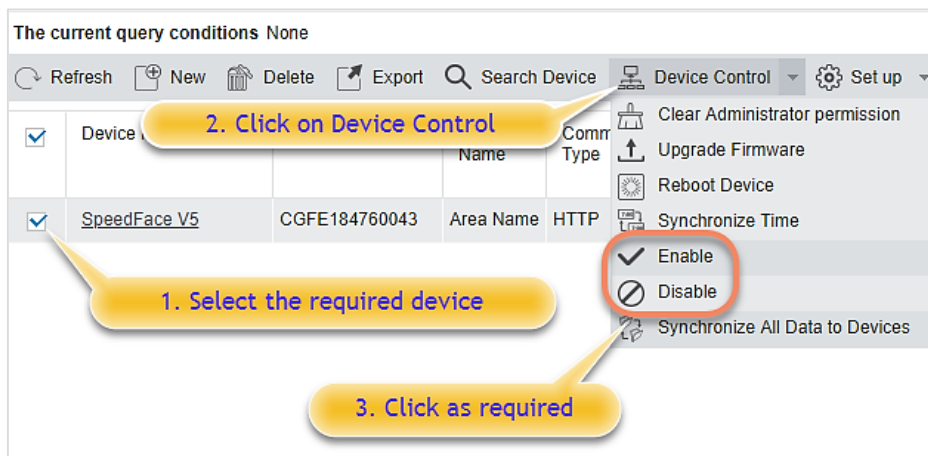 The current query conditions None
Refresh New Delete Export Search Device Device Control Set up
Clear Administrator permission
2. Click on Device Control
Device Comm
Name Type
Upgrade Firmware
Reboot Device
SpeedFace V5 CGFE184760043 Area Name HTTP Synchronize Time
Enable
1. Select the required device
Disable
Synchronize All Data to Devices
3. Click as required